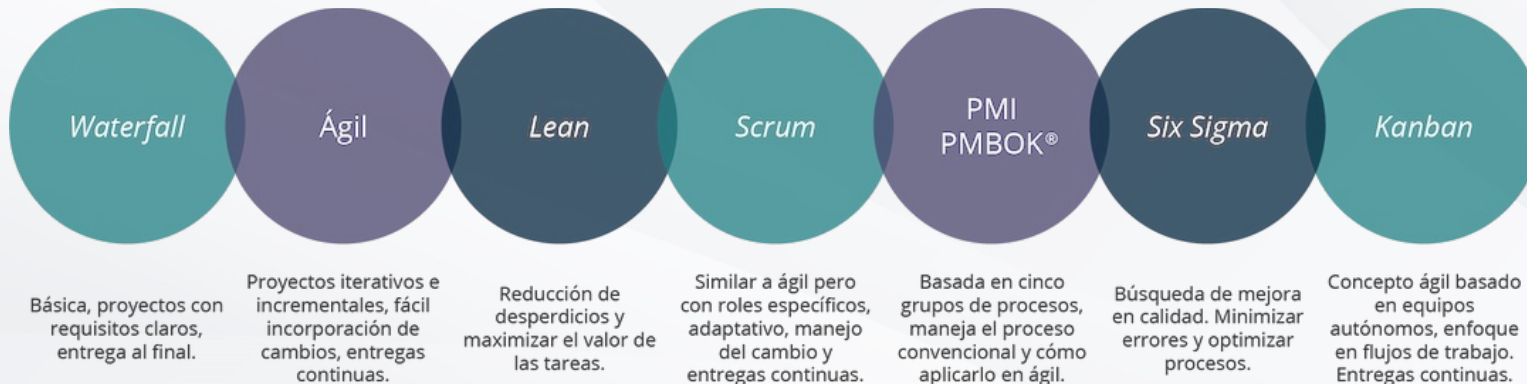 Waterfall
Ágil
Lean
Scrum
PMI
PMBOK®
Six Sigma
Kanban
Básica, proyectos con
requisitos claros,
entrega al final.
Proyectos iterativos e
incrementales, fácil
incorporación de
cambios, entregas
continuas.
Reducción de
desperdicios y
maximizar el valor de
las tareas.
Similar a ágil pero
con roles específicos,
adaptativo, manejo
del cambio y
entregas continuas.
Basada en cinco
grupos de procesos,
maneja el proceso
convencional y cómo
aplicarlo en ágil.
Búsqueda de mejora
en calidad. Minimizar
errores y optimizar
procesos.
Concepto ágil basado
en equipos
autónomos, enfoque
en flujos de trabajo.
Entregas continuas.